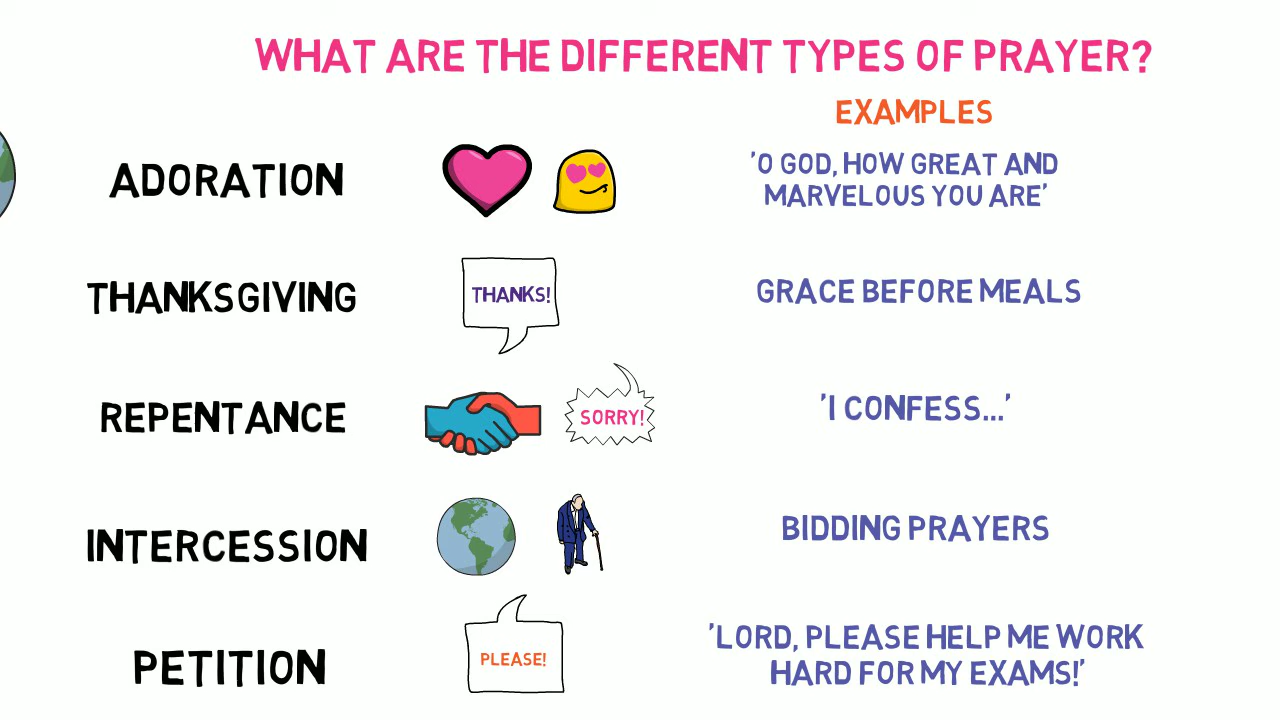 WHAT ARE THE DIFFERENT TYPES OF PRAYER?
EXAMPLES
ADORATION
'O GOD, HOW GREAT AND
MARVELOUS YOU ARE'
THANKSGIVING
THANKS!
GRACE BEFORE MEALS
REPENTANCE
SORRY!
'I CONFESS...'
INTERCESSION
BIDDING PRAYERS
PETITION
PLEASE!
'LORD, PLEASE HELP ME WORK
HARD FOR MY EXAMS!'